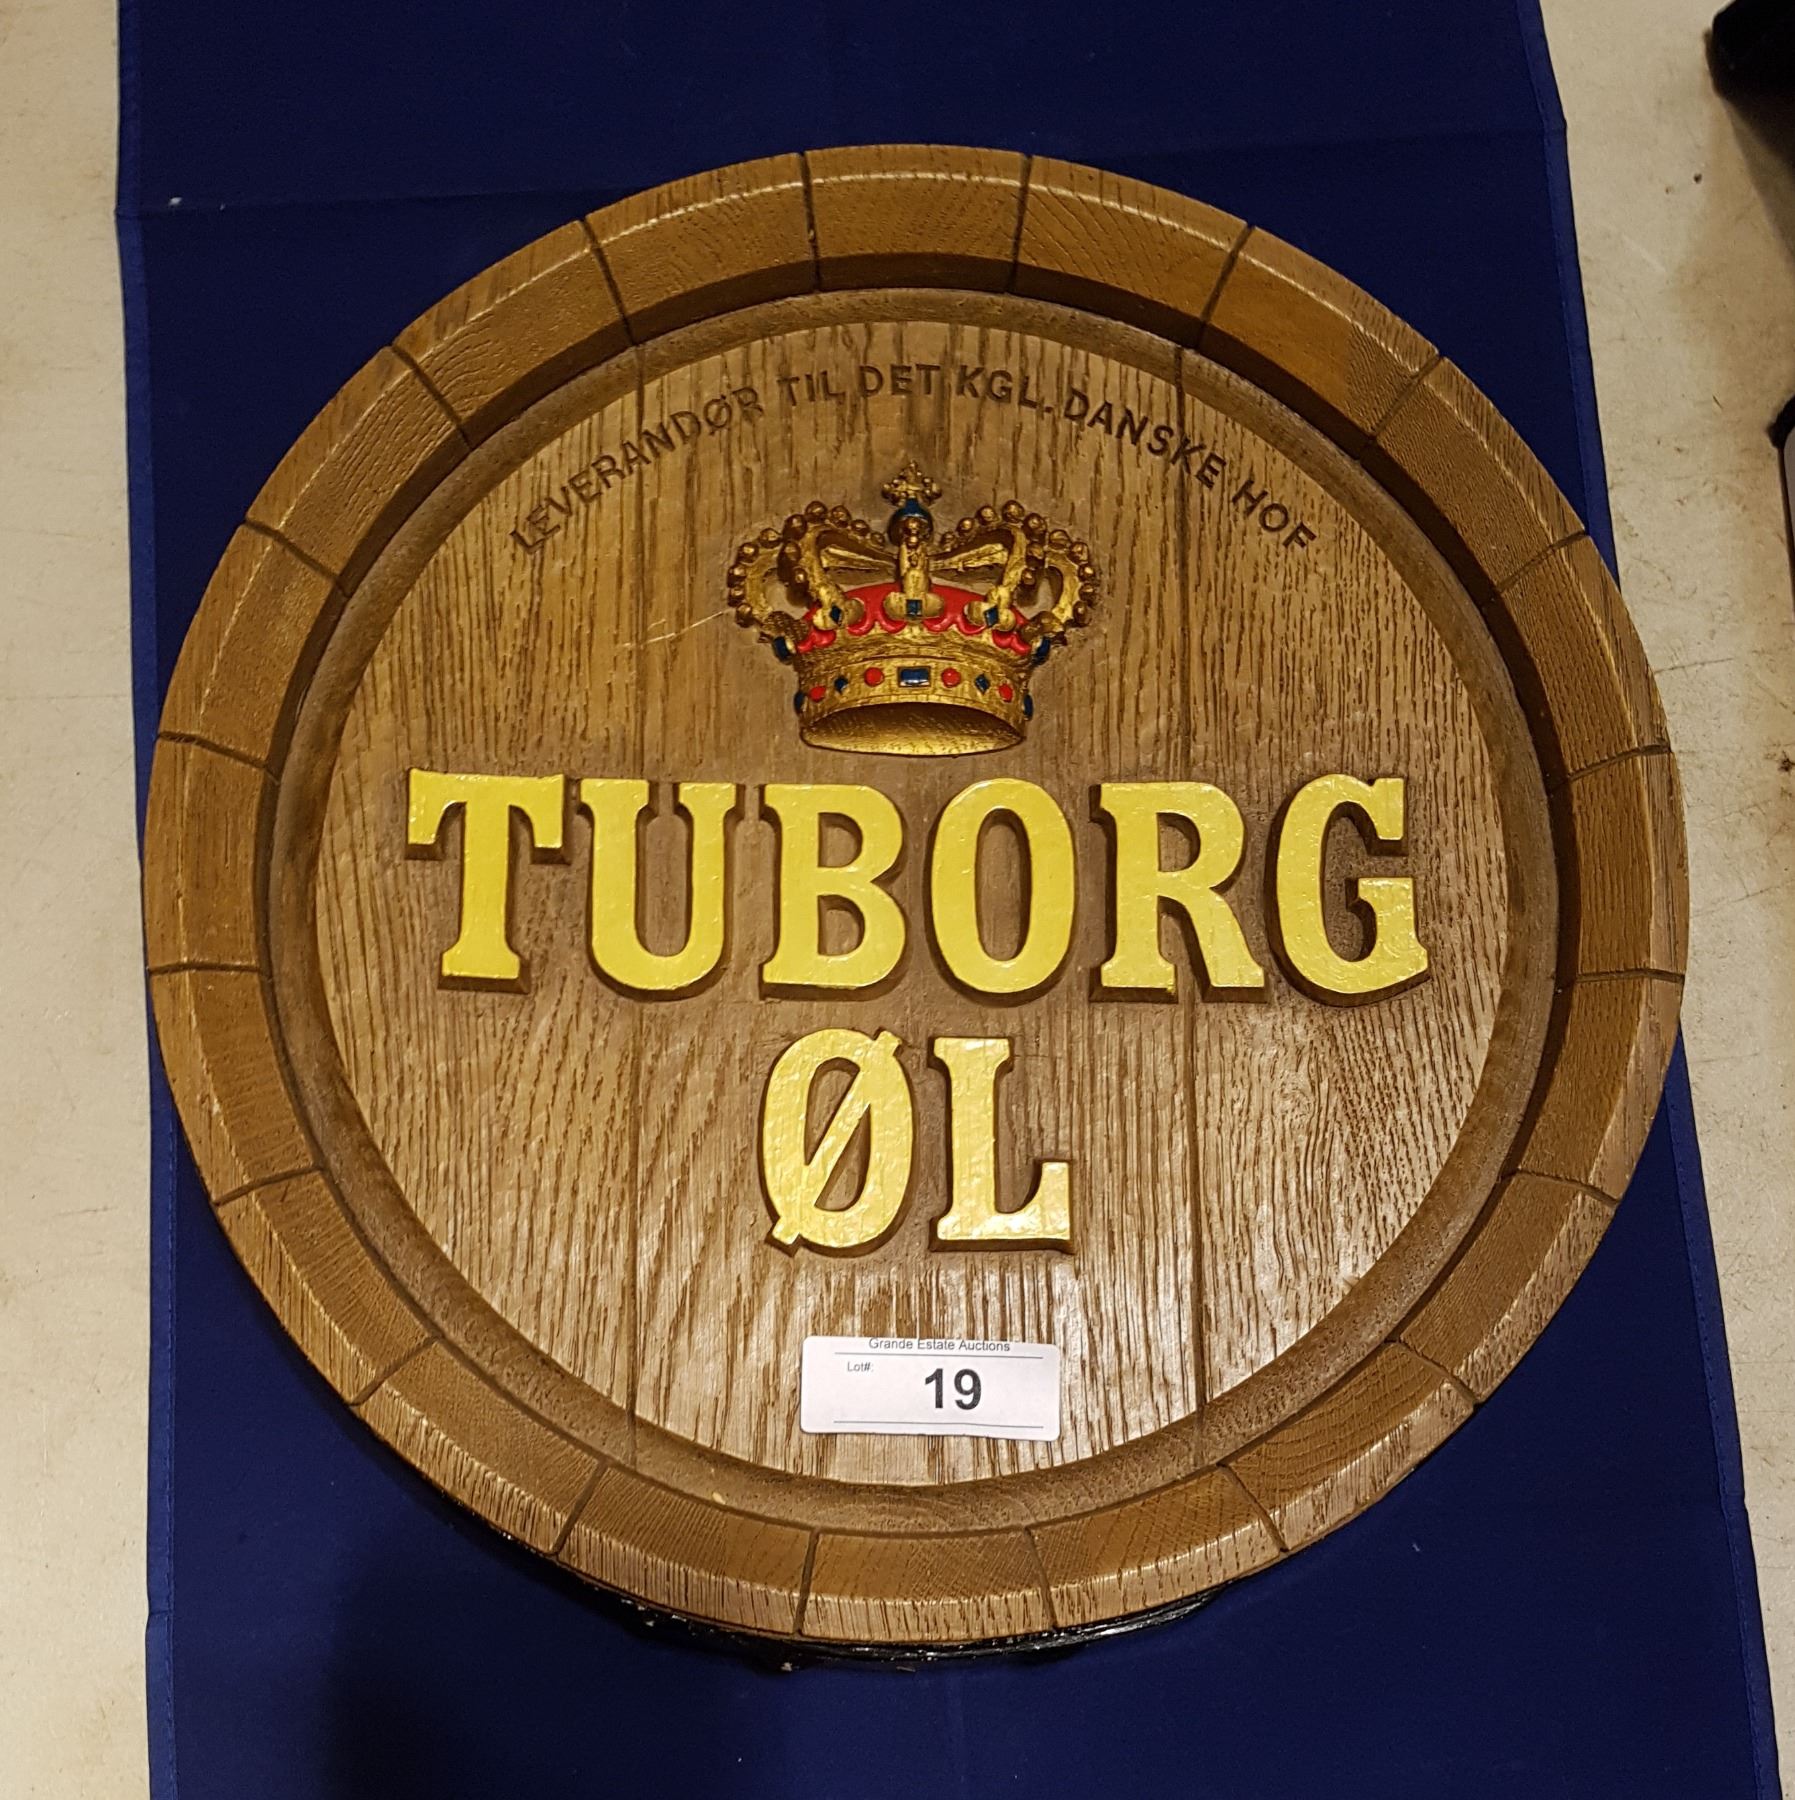 LEVERANDØR TIL DET KGL. DANSKE HOF
TUBORG
ØL
Grande Estate Auctions
Lot#:
19